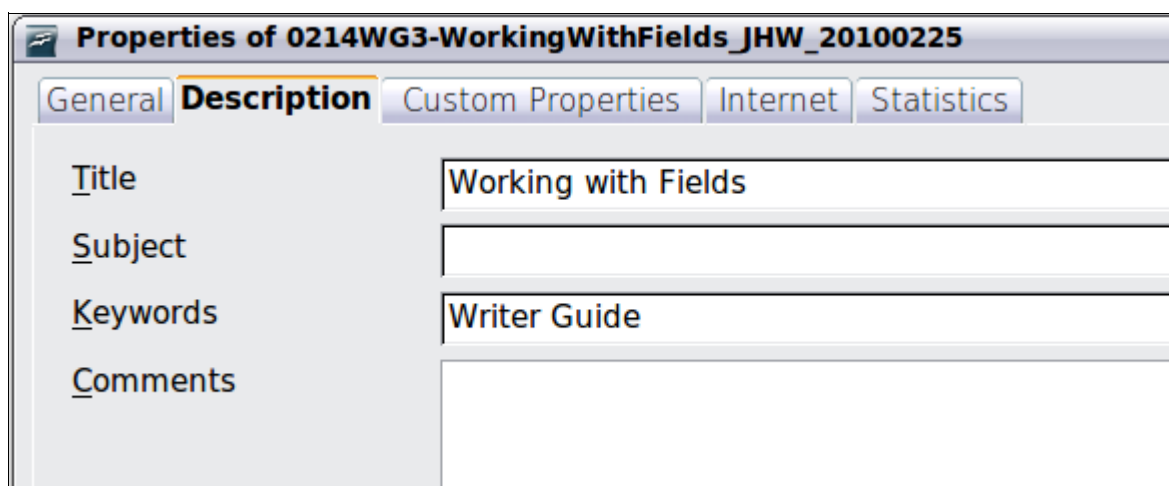 Properties of 0214WG3-WorkingWithFields_JHW_20100225
General Description Custom Properties Internet Statistics
Title Working with Fields
Subject
Keywords Writer Guide
Comments